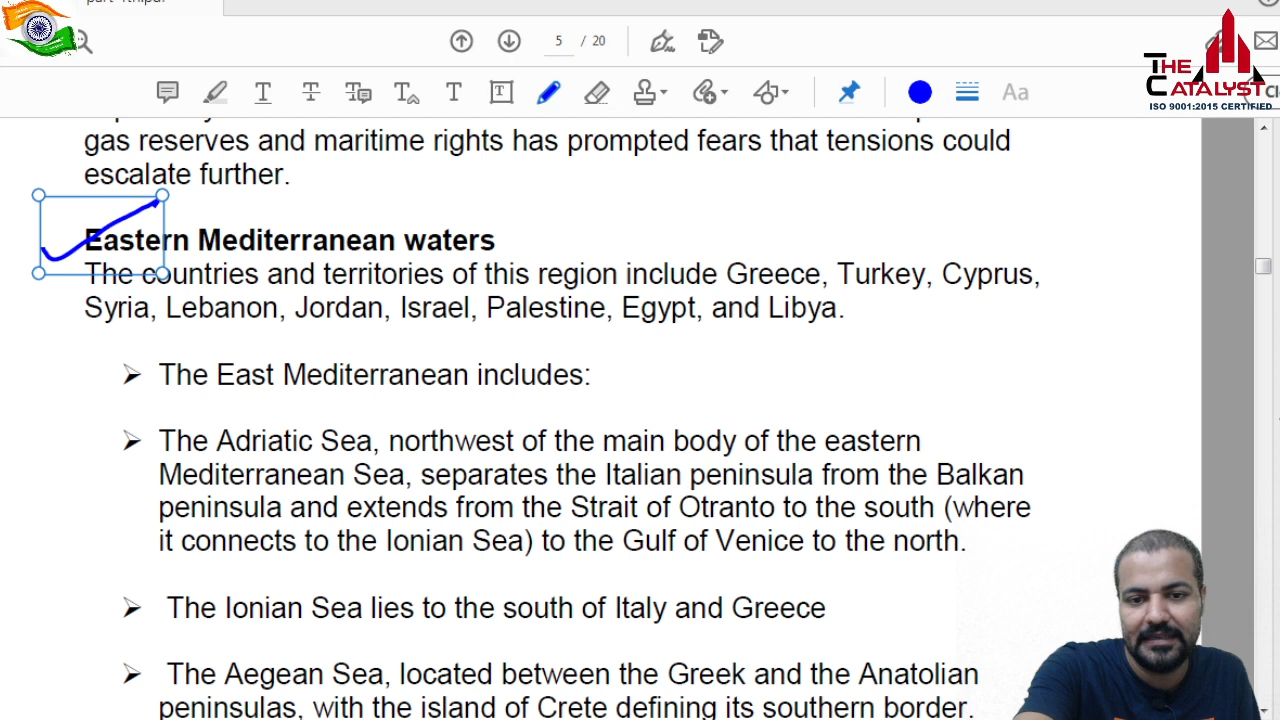 5 / 20
THE
CATALYST
ISO 9001:2015 CERTIFIED
T T T T T Aa
gas reserves and maritime rights has prompted fears that tensions could
escalate further.
Eastern Mediterranean waters
The countries and territories of this region include Greece, Turkey, Cyprus,
Syria, Lebanon, Jordan, Israel, Palestine, Egypt, and Libya.
➢ The East Mediterranean includes:
➢ The Adriatic Sea, northwest of the main body of the eastern
Mediterranean Sea, separates the Italian peninsula from the Balkan
peninsula and extends from the Strait of Otranto to the south (where
it connects to the Ionian Sea) to the Gulf of Venice to the north.
➢ The Ionian Sea lies to the south of Italy and Greece
➢ The Aegean Sea, located between the Greek and the Anatolian
peninsulas, with the island of Crete defining its southern border.